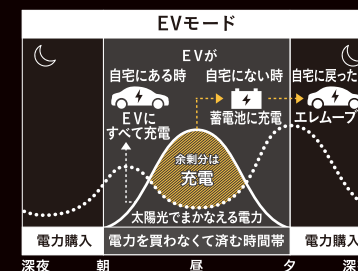 EVモード
EVが
自宅にある時
自宅にない時
自宅に戻った
EVに
すべて充電
蓄電池に充電
エレムーブ
余剰分は
充電
太陽光でまかなえる電力
電力購入
電力を買わなくて済む時間帯
電力購入
深夜
朝
昼
夕
深